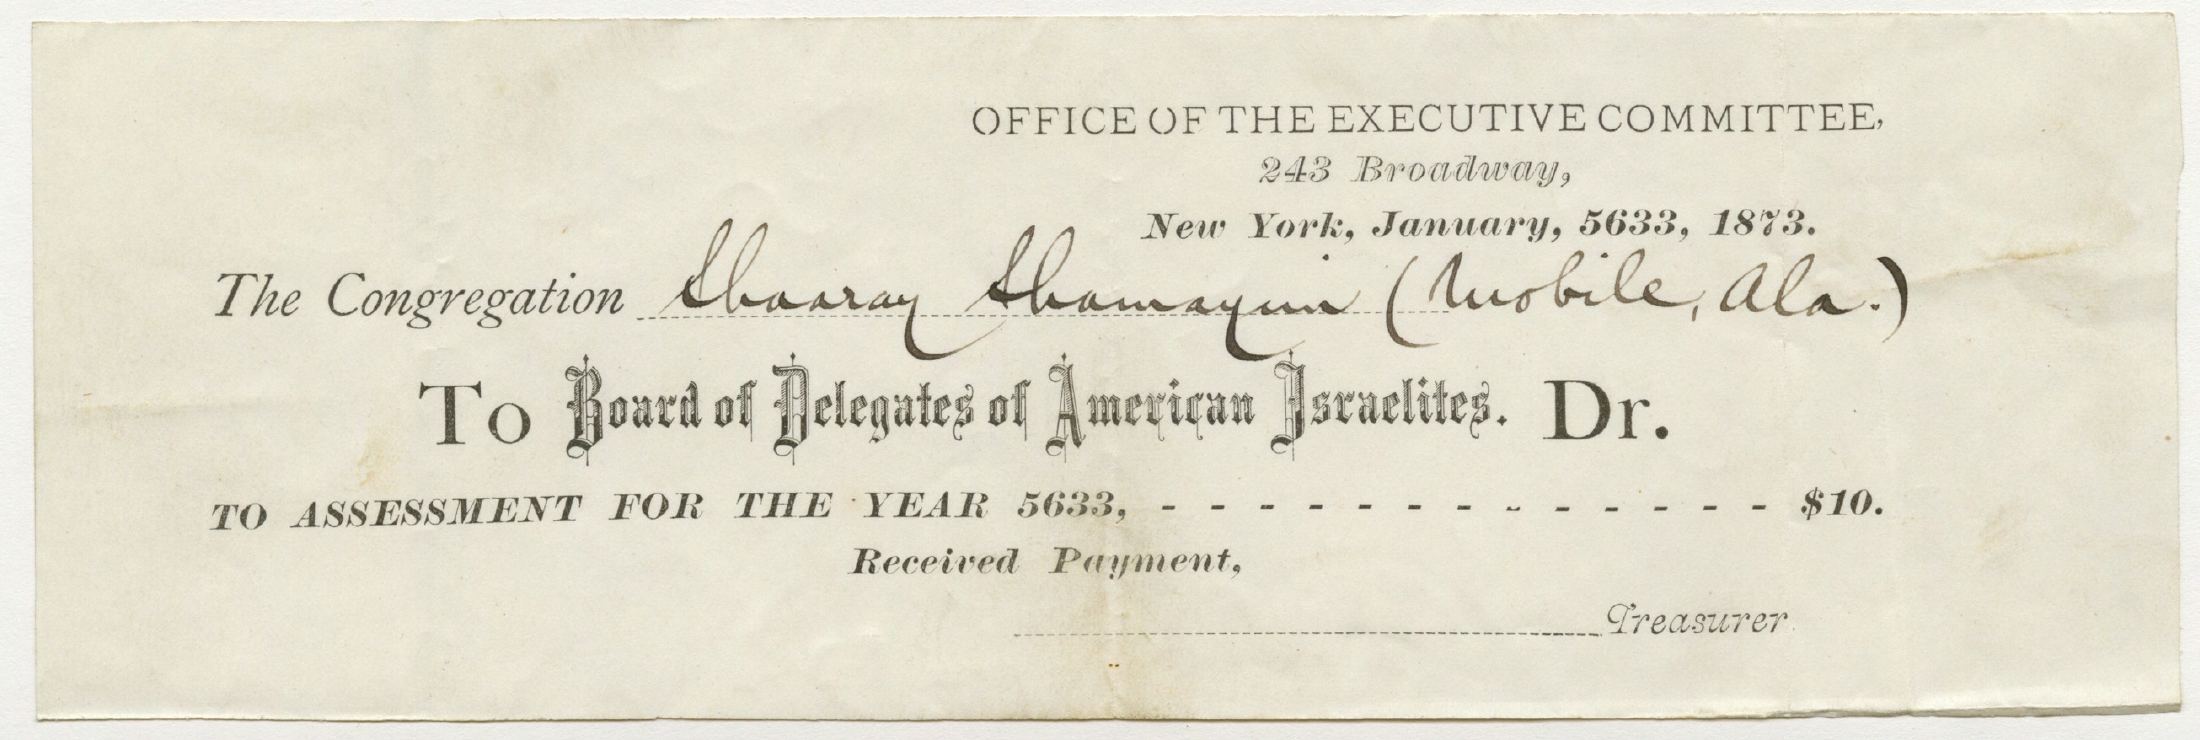 OFFICE OF THE EXECUTIVE COMMITTEE,
243 Broadway,
New York, January, 5633, 1873.
The Congregation Shaaray Shamayim (Mobile, Ala.)
To Board of Delegates of American Israelites. Dr.
TO ASSESSMENT FOR THE YEAR 5633, - - - - - - - - - - - - - $10.
Received Payment,
Treasurer